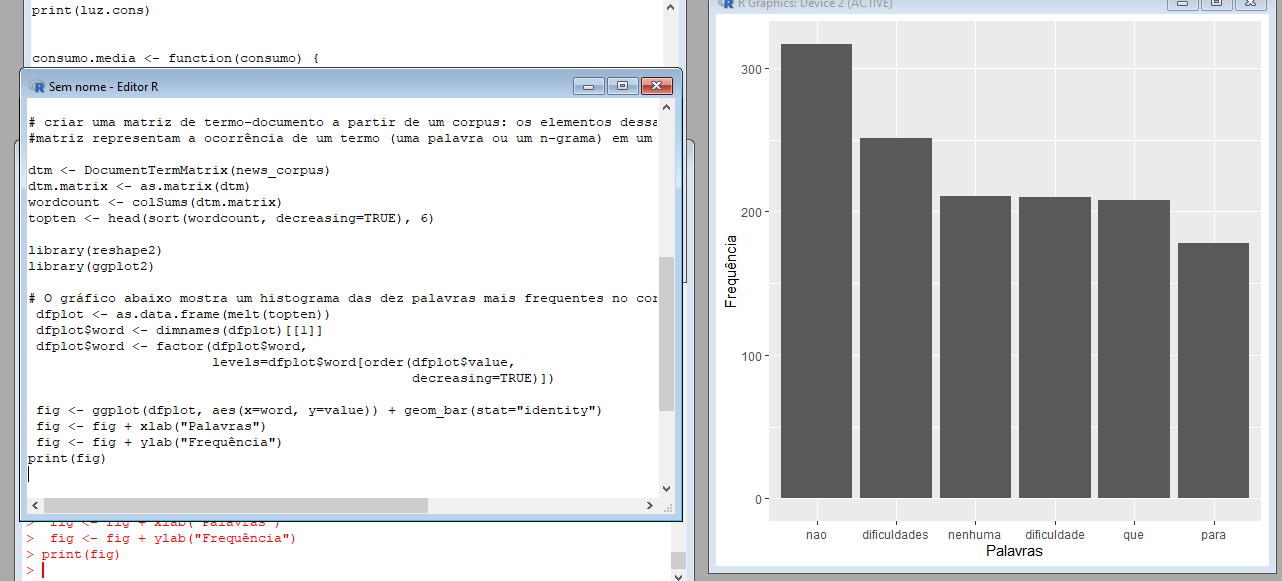 print(luz.cons)
consumo.media <- function(consumo) {
Sem nome - Editor R
# criar uma matriz de termo-documento a partir de um corpus: os elementos dessa
#matriz representam a ocorrência de um termo (uma palavra ou um n-grama) em um
dtm <- DocumentTermMatrix(news_corpus)
dtm.matrix <- as.matrix(dtm)
wordcount <- colSums(dtm.matrix)
topten <- head(sort(wordcount, decreasing=TRUE), 6)
library(reshape2)
library(ggplot2)
# O gráfico abaixo mostra um histograma das dez palavras mais frequentes no cor
dfplot <- as.data.frame(melt(topten))
dfplot$word <- dimnames(dfplot)[[1]]
dfplot$word <- factor(dfplot$word,
levels=dfplot$word[order(dfplot$value,
decreasing=TRUE)])
fig <- ggplot(dfplot, aes(x=word, y=value)) + geom_bar(stat="identity")
fig <- fig + xlab("Palavras")
fig <- fig + ylab("Frequência")
print(fig)
> fig <- fig + xlab("Palavras")
> fig <- fig + ylab("Frequência")
> print(fig)
>
R Graphics: Device 2 (ACTIVE)
300
200
100
0
Frequência
nao dificuldades nenhuma dificuldade que para
Palavras